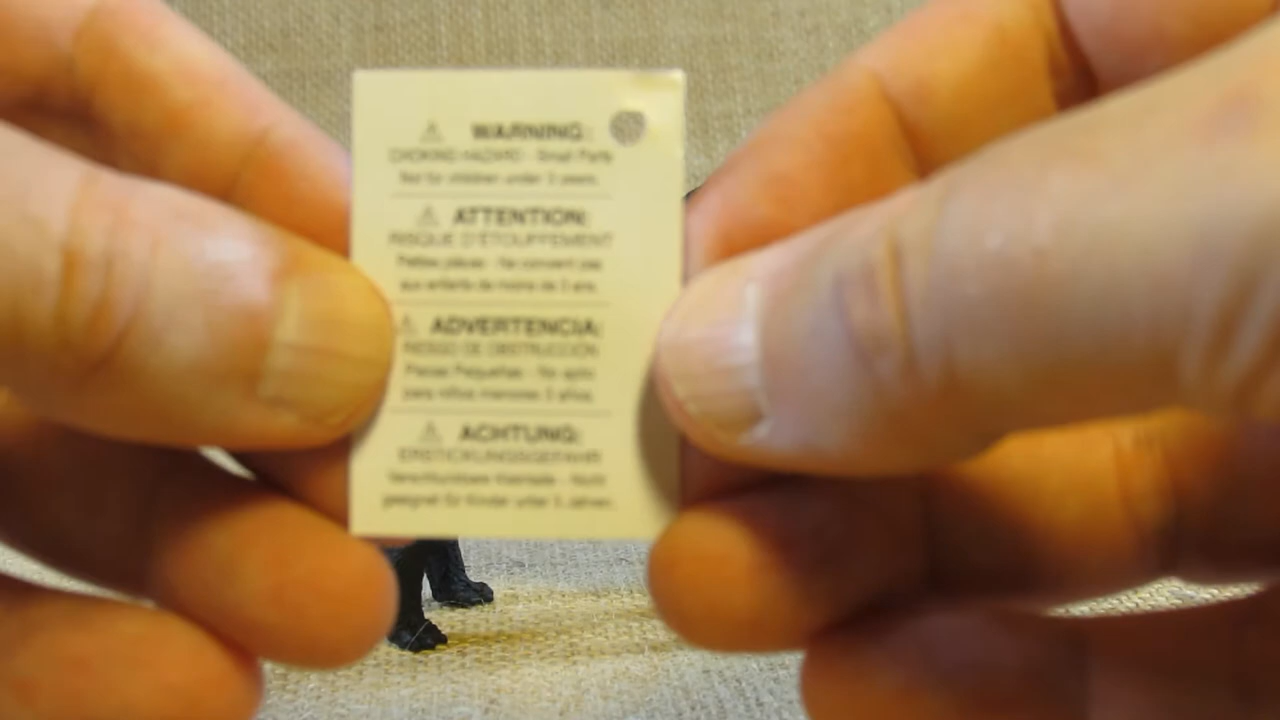 ⚠ WARNING:
CHOKING HAZARD - Small Parts
Not for children under 3 years.
⚠ ATTENTION:
RISQUE D'ÉTOUFFEMENT
Petites pièces - Ne convient pas
aux enfants de moins de 3 ans.
⚠ ADVERTENCIA:
RIESGO DE OBSTRUCCIÓN
Piezas Pequeñas - No apto
para niños menores 3 años.
⚠ ACHTUNG:
ERSTICKUNGSGEFAHR
Verschluckbare Kleinteile - Nicht
geeignet für Kinder unter 3 Jahren.